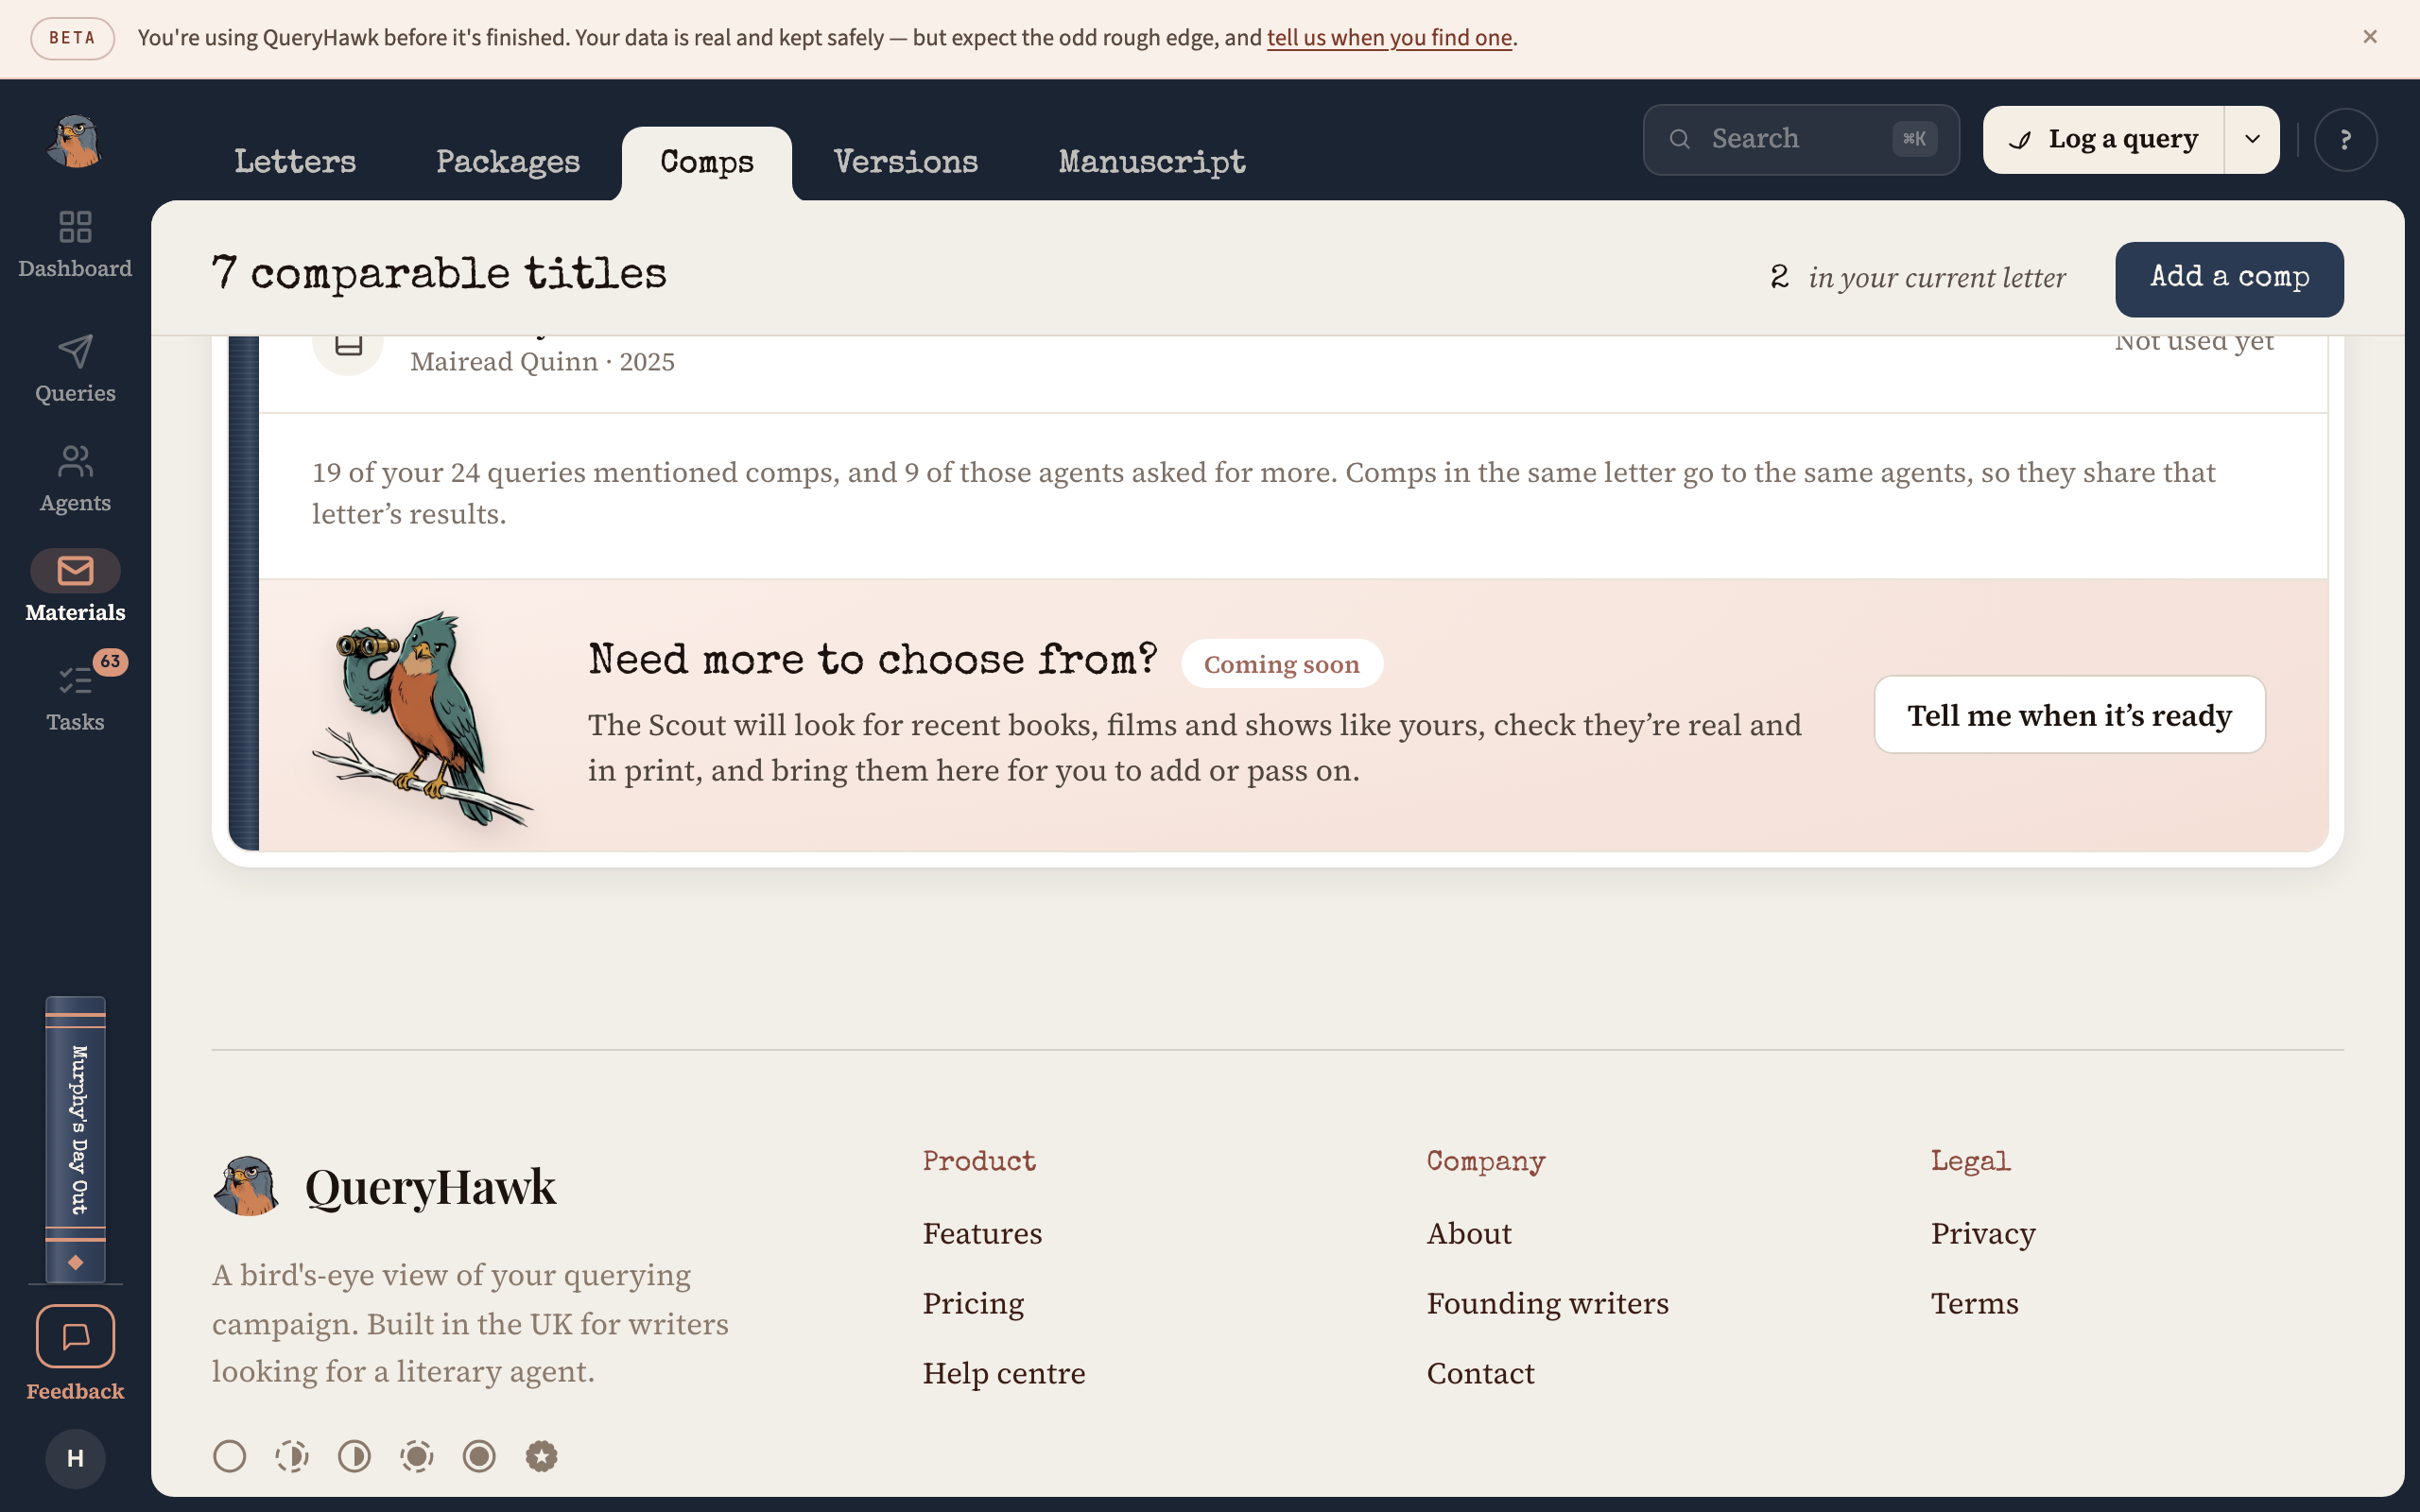 BETA
You're using QueryHawk before it's finished. Your data is real and kept safely — but expect the odd rough edge, and tell us when you find one.
×
Letters
Packages
Comps
Versions
Manuscript
Search
⌘K
Log a query
?
Dashboard
Queries
Agents
Materials
63
Tasks
Murphy's Day Out
Feedback
H
7 comparable titles
2 in your current letter
Add a comp
Mairead Quinn · 2025
Not used yet
19 of your 24 queries mentioned comps, and 9 of those agents asked for more. Comps in the same letter go to the same agents, so they share that
letter’s results.
Need more to choose from?
Coming soon
The Scout will look for recent books, films and shows like yours, check they’re real and
in print, and bring them here for you to add or pass on.
Tell me when it’s ready
QueryHawk
A bird's-eye view of your querying
campaign. Built in the UK for writers
looking for a literary agent.
Product
Features
Pricing
Help centre
Company
About
Founding writers
Contact
Legal
Privacy
Terms